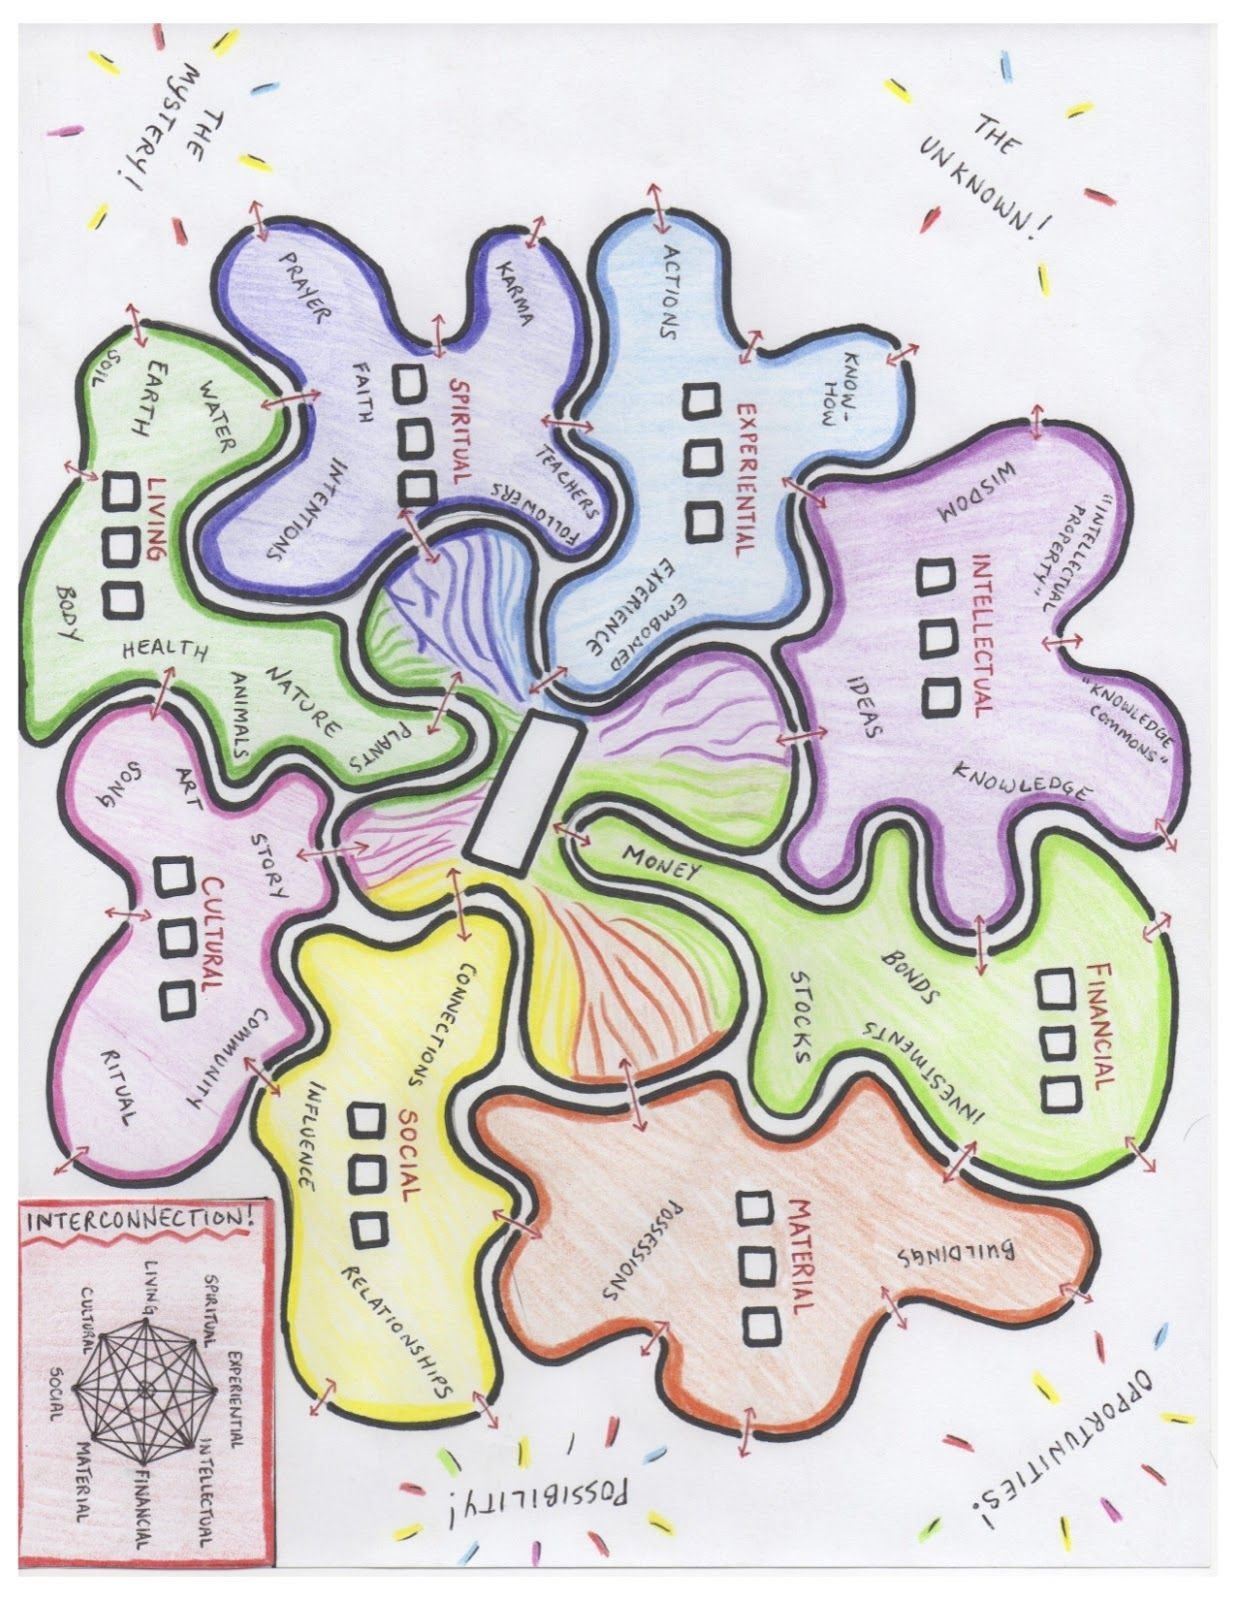 THE
MYSTERY!
THE
UNKNOWN!
PRAYER
KARMA
FAITH
SPIRITUAL
INTENTIONS
TEACHERS
FOLLOWERS
ACTIONS
KNOW-
HOW
EXPERIENTIAL
EMBODIED
EXPERIENCE
SOIL
EARTH
WATER
LIVING
BODY
HEALTH
ANIMALS
NATURE
PLANTS
WISDOM
"INTELLECTUAL
PROPERTY"
INTELLECTUAL
IDEAS
"KNOWLEDGE
COMMONS"
KNOWLEDGE
SONG
ART
STORY
CULTURAL
COMMUNITY
RITUAL
MONEY
BONDS
STOCKS
INVESTMENTS
FINANCIAL
CONNECTIONS
INFLUENCE
SOCIAL
RELATIONSHIPS
MATERIAL
POSSESSIONS
BUILDINGS
INTERCONNECTION!
LIVING
SPIRITUAL
EXPERIENTIAL
INTELLECTUAL
FINANCIAL
MATERIAL
SOCIAL
CULTURAL
POSSIBILITY!
OPPORTUNITIES!